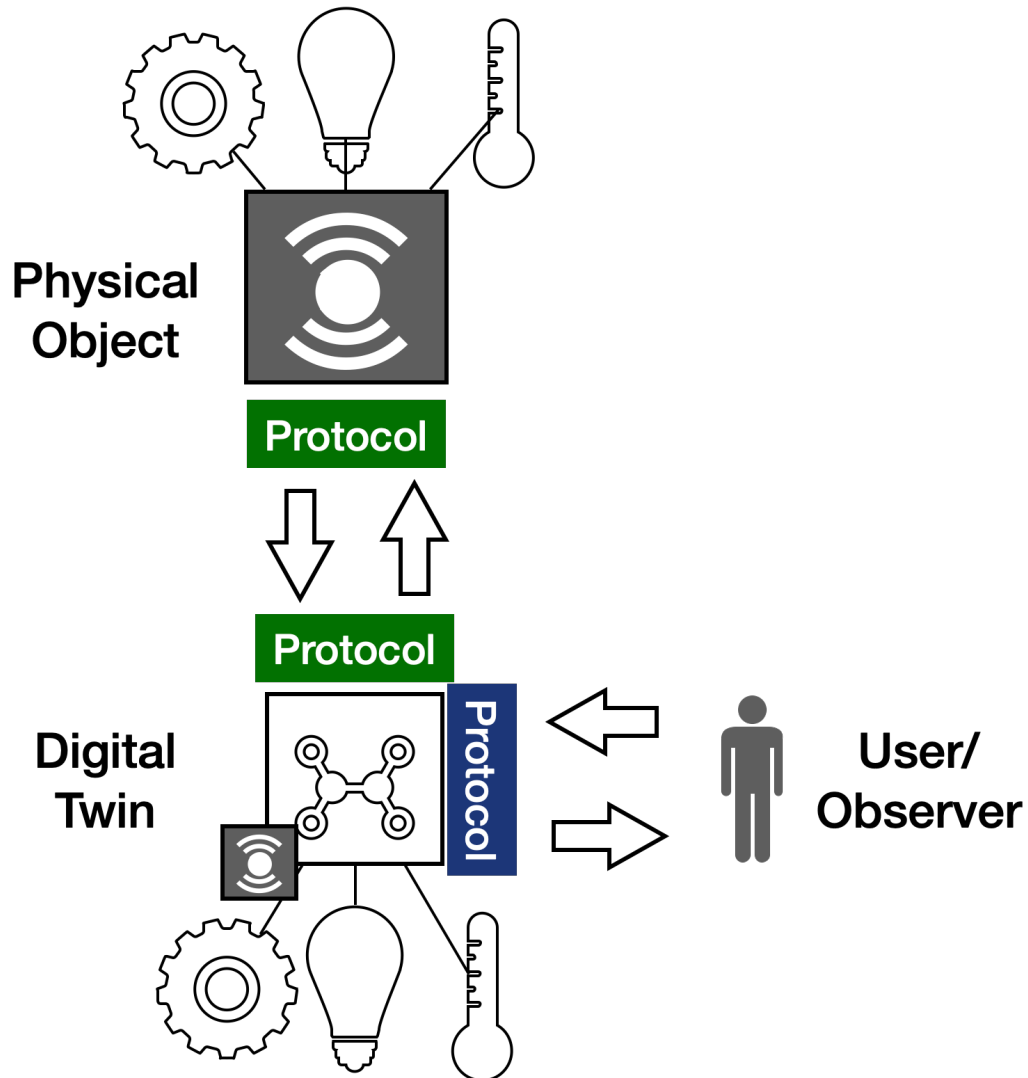 Physical
Object
Protocol
Protocol
Digital
Twin
Protocol
User/
Observer